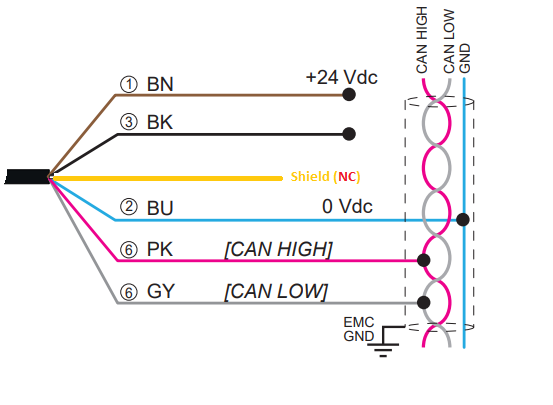 CAN HIGH
CAN LOW
GND
① BN
+24 Vdc
③ BK
Shield (NC)
② BU
0 Vdc
⑥ PK [CAN HIGH]
⑥ GY [CAN LOW]
EMC
GND